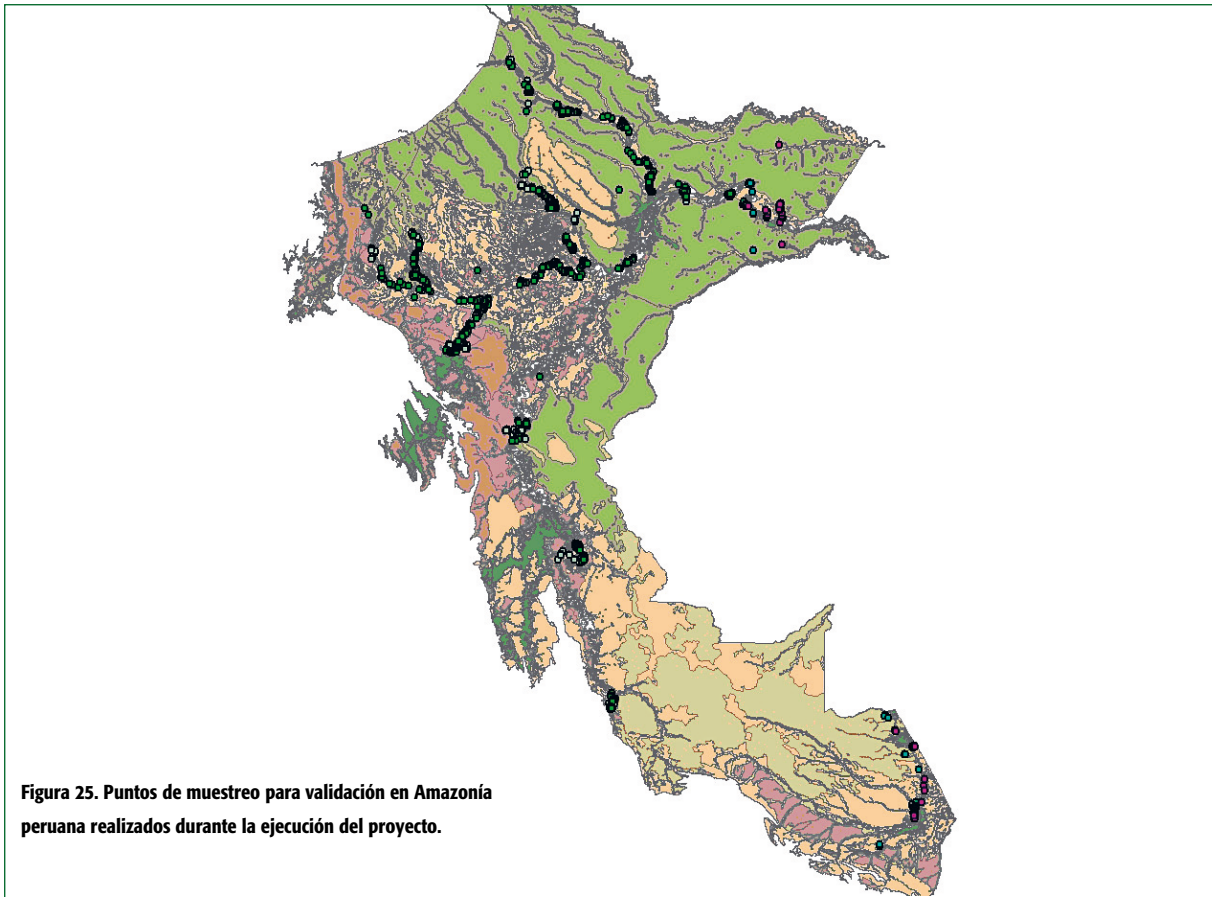 Figura 25. Puntos de muestreo para validación en Amazonía
peruana realizados durante la ejecución del proyecto.